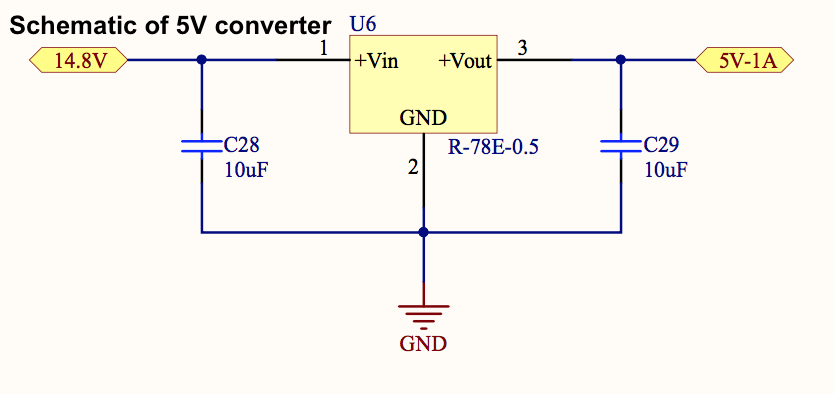 Schematic of 5V converter
U6
14.8V
1
+Vin
+Vout
3
5V-1A
GND
R-78E-0.5
2
C28
10uF
C29
10uF
GND